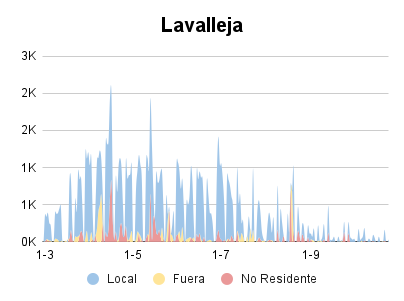 Lavalleja
3K
2K
2K
1K
1K
0K
1-3 1-5 1-7 1-9
Local Fuera No Residente